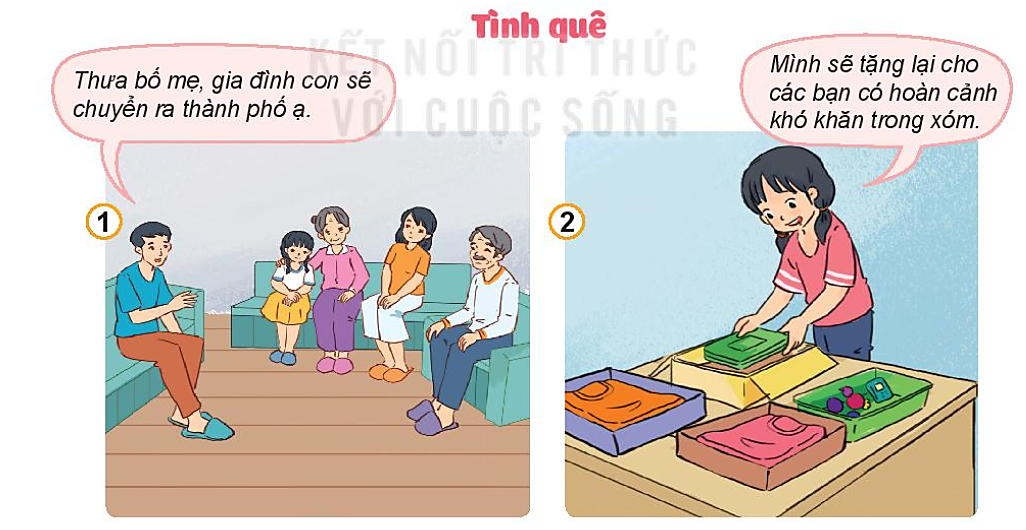 Tình quê
KẾT NỐI TRI THỨC
VỚI CUỘC SỐNG
Thưa bố mẹ, gia đình con sẽ
chuyển ra thành phố ạ.
1
Mình sẽ tặng lại cho
các bạn có hoàn cảnh
khó khăn trong xóm.
2